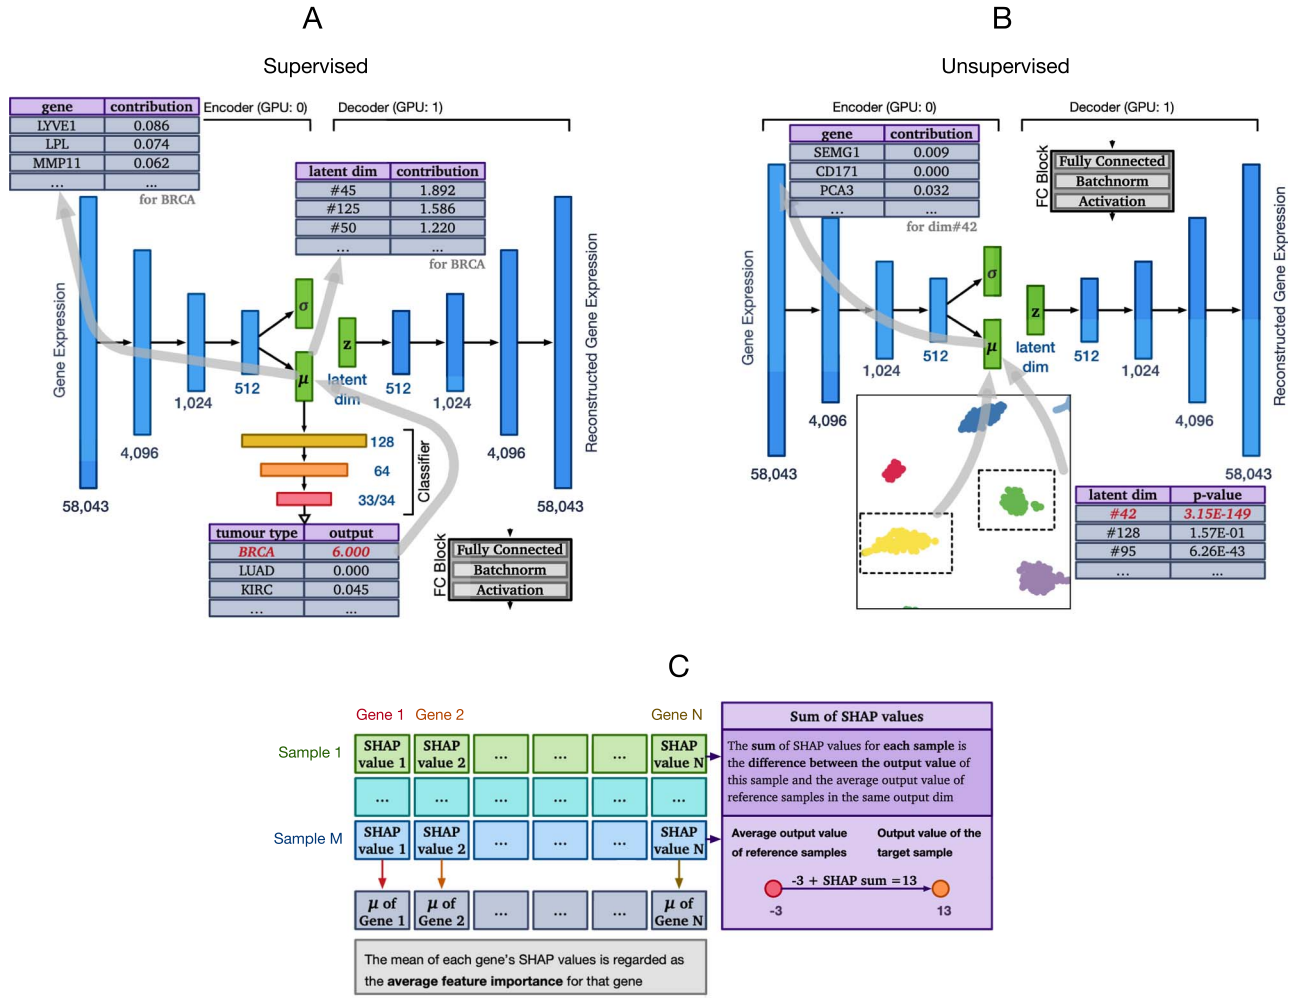 A
Supervised
gene contribution
LYVE1 0.086
LPL 0.074
MMP11 0.062
... ...
for BRCA
Encoder (GPU: 0)
Decoder (GPU: 1)
latent dim contribution
#45 1.892
#125 1.586
#50 1.220
... ...
for BRCA
Gene Expression
58,043
4,096
1,024
512
σ
μ
z
latent
dim
512
1,024
4,096
58,043
Reconstructed Gene Expression
128
64
33/34
Classifier
tumour type output
BRCA 6.000
LUAD 0.000
KIRC 0.045
... ...
FC Block
Fully Connected
Batchnorm
Activation
B
Unsupervised
Encoder (GPU: 0)
Decoder (GPU: 1)
gene contribution
SEMG1 0.009
CD171 0.000
PCA3 0.032
... ...
for dim#42
FC Block
Fully Connected
Batchnorm
Activation
Gene Expression
58,043
4,096
1,024
512
σ
μ
z
latent
dim
512
1,024
4,096
58,043
Reconstructed Gene Expression
latent dim p-value
#42 3.15E-149
#128 1.57E-01
#95 6.26E-43
... ...
C
Gene 1 Gene 2 Gene N
Sample 1
SHAP value 1
SHAP value 2
... ... ...
SHAP value N
... ... ... ... ... ...
Sample M
SHAP value 1
SHAP value 2
... ... ...
SHAP value N
μ of Gene 1
μ of Gene 2
... ... ...
μ of Gene N
The mean of each gene's SHAP values is regarded as
the average feature importance for that gene
Sum of SHAP values
The sum of SHAP values for each sample is
the difference between the output value of
this sample and the average output value of
reference samples in the same output dim
Average output value
of reference samples
Output value of the
target sample
-3 + SHAP sum =13
-3
13